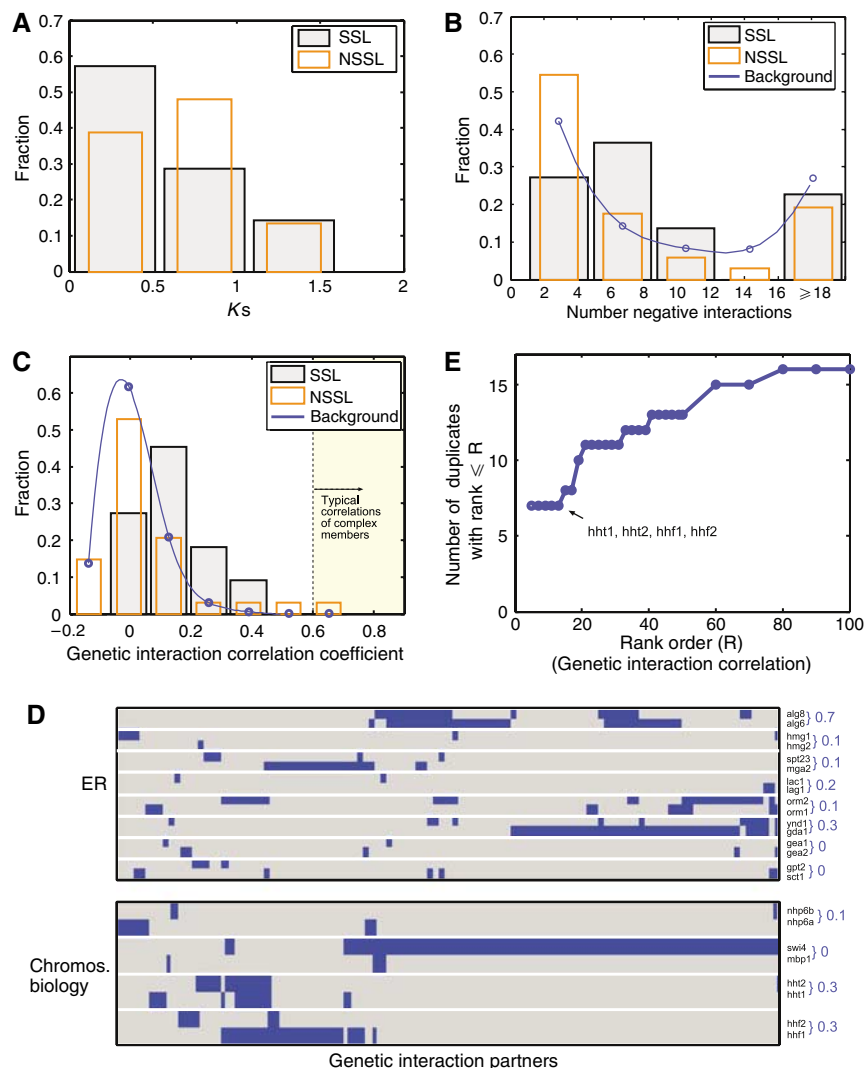 A
0.7
0.6
0.5
0.4
0.3
0.2
0.1
0
Fraction
SSL
NSSL
0
0.5
1
1.5
2
Ks
B
0.7
0.6
0.5
0.4
0.3
0.2
0.1
0
Fraction
SSL
NSSL
Background
0 2 4 6 8 10 12 14 16 ⩾18
Number negative interactions
C
0.6
0.5
0.4
0.3
0.2
0.1
0
Fraction
SSL
NSSL
Background
Typical
correlations
of complex
members
−0.2 0 0.2 0.4 0.6 0.8
Genetic interaction correlation coefficient
E
15
10
5
0
Number of duplicates
with rank ⩽ R
hht1, hht2, hhf1, hhf2
0 20 40 60 80 100
Rank order (R)
(Genetic interaction correlation)
D
ER
alg8
alg6
} 0.7
hmg1
hmg2
} 0.1
spt23
mga2
} 0.1
lac1
lag1
} 0.2
orm2
orm1
} 0.1
ynd1
gda1
} 0.3
gea1
gea2
} 0
gpt2
sct1
} 0
Chromos.
biology
nhp6b
nhp6a
} 0.1
swi4
mbp1
} 0
hht2
hht1
} 0.3
hhf2
hhf1
} 0.3
Genetic interaction partners